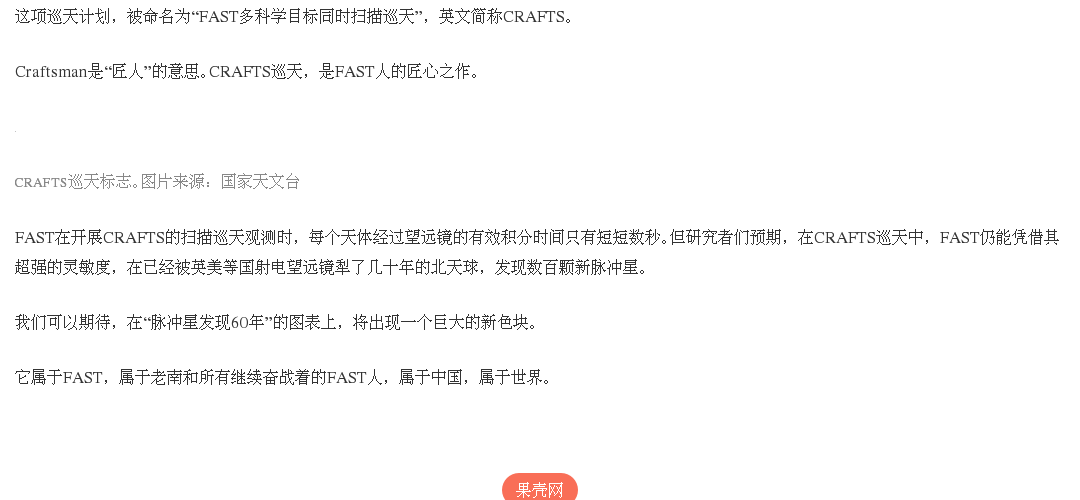 这项巡天计划，被命名为“FAST多科学目标同时扫描巡天”，英文简称CRAFTS。
Craftsman是“匠人”的意思。CRAFTS巡天，是FAST人的匠心之作。
CRAFTS巡天标志。图片来源：国家天文台
FAST在开展CRAFTS的扫描巡天观测时，每个天体经过望远镜的有效积分时间只有短短数秒。但研究者们预期，在CRAFTS巡天中，FAST仍能凭借其
超强的灵敏度，在已经被英美等国射电望远镜犁了几十年的北天球，发现数百颗新脉冲星。
我们可以期待，在“脉冲星发现60年”的图表上，将出现一个巨大的新色块。
它属于FAST，属于老南和所有继续奋战着的FAST人，属于中国，属于世界。
果壳网